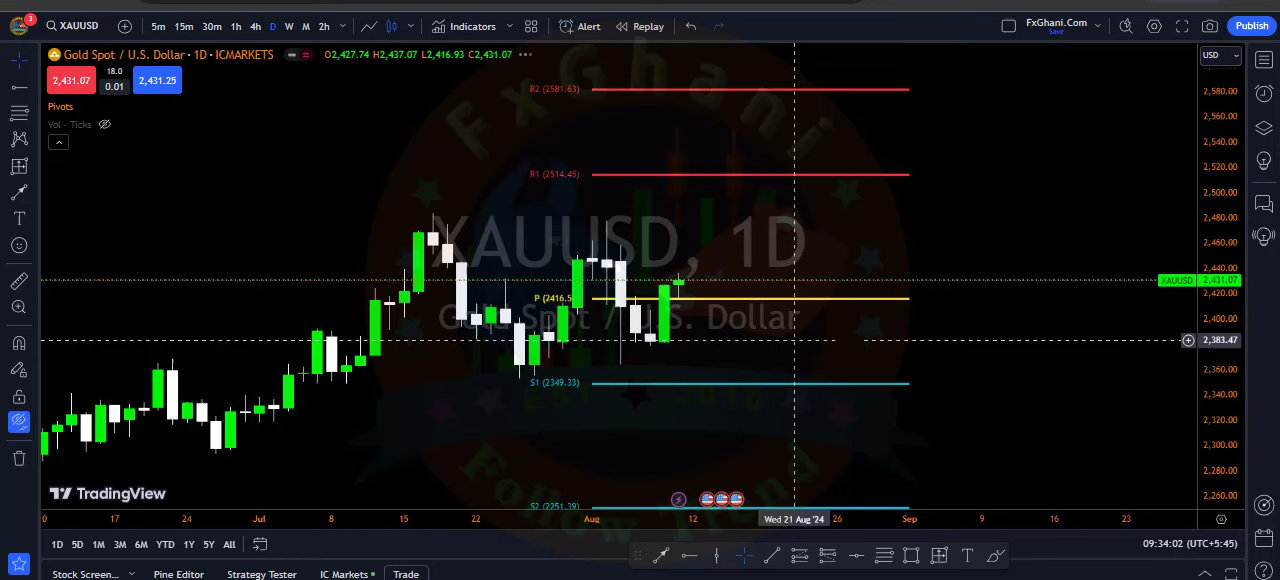 3 XAUUSD 5m 15m 30m 1h 4h D W M 2h Indicators Alert Replay FxGhani.Com Save Publish
Gold Spot / U.S. Dollar · 1D · ICMARKETS O2,427.74 H2,437.07 L2,416.93 C2,431.07
USD
2,431.07 18.0 0.01 2,431.25
Pivots
Vol · Ticks
FxGhani
XAUUSD, 1D
Gold Spot / U.S. Dollar
EST 2010
Follow Trend
R2 (2581.63)
R1 (2514.45)
P (2416.5
S1 (2349.33)
S2 (2251.39)
2,580.00
2,560.00
2,540.00
2,520.00
2,500.00
2,480.00
2,460.00
2,440.00
XAUUSD 2,431.07
2,420.00
2,400.00
2,383.47
2,360.00
2,340.00
2,320.00
2,300.00
2,280.00
2,260.00
TradingView
0 17 24 Jul 8 15 22 Aug 12 Wed 21 Aug '24 26 Sep 9 16 23
1D 5D 1M 3M 6M YTD 1Y 5Y All 09:34:02 (UTC+5:45)
Stock Screen... Pine Editor Strategy Tester IC Markets Trade